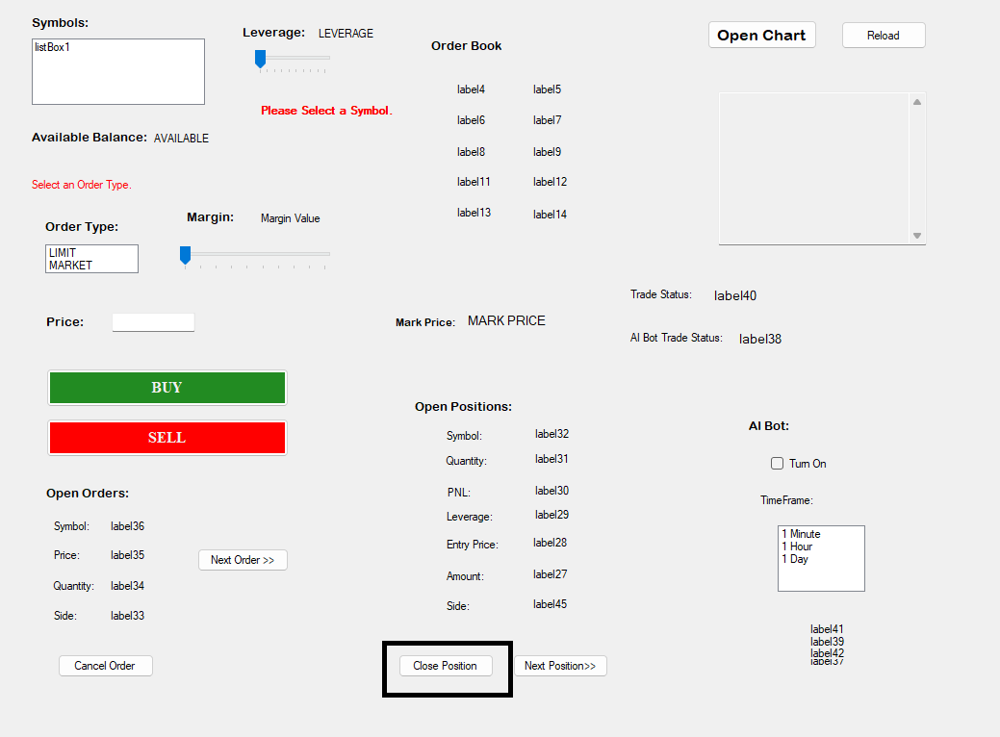 Symbols:
listBox1
Leverage: LEVERAGE
Please Select a Symbol.
Available Balance: AVAILABLE
Select an Order Type.
Order Type:
LIMIT
MARKET
Margin: Margin Value
Price:
BUY
SELL
Order Book
label4 label5
label6 label7
label8 label9
label11 label12
label13 label14
Open Chart
Reload
Mark Price: MARK PRICE
Trade Status: label40
AI Bot Trade Status: label38
Open Orders:
Symbol: label36
Price: label35
Quantity: label34
Side: label33
Next Order >>
Cancel Order
Open Positions:
Symbol: label32
Quantity: label31
PNL: label30
Leverage: label29
Entry Price: label28
Amount: label27
Side: label45
Close Position
Next Position>>
AI Bot:
Turn On
TimeFrame:
1 Minute
1 Hour
1 Day
label41
label39
label42
label37